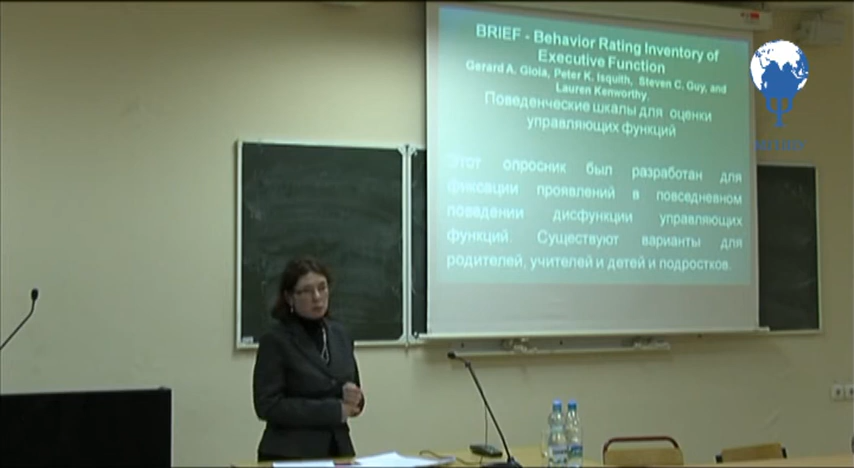 BRIEF - Behavior Rating Inventory of
Executive Function
Gerard A. Gioia, Peter K. Isquith, Steven C. Guy, and
Lauren Kenworthy.
Поведенческие шкалы для оценки
управляющих функций
Этот опросник был разработан для
фиксации проявлений в повседневном
поведении дисфункции управляющих
функций. Существуют варианты для
родителей, учителей и детей и подростков.